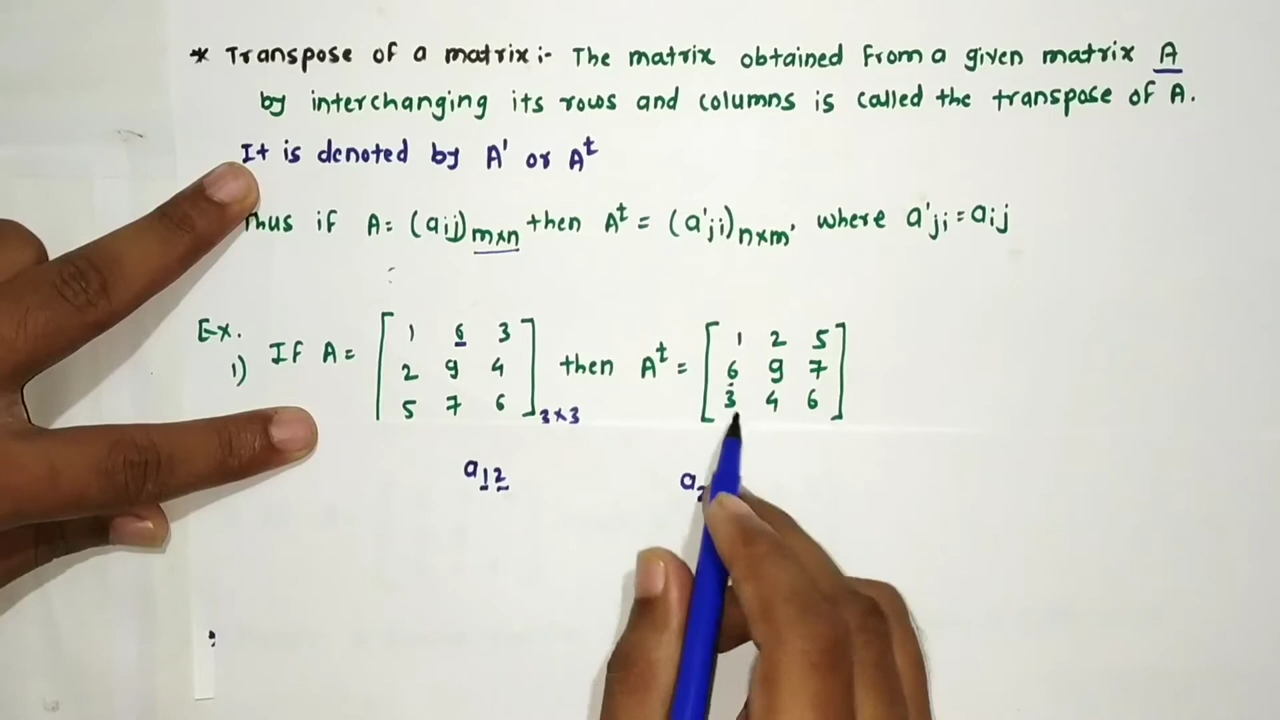 * Transpose of a matrix:- The matrix obtained from a given matrix A
by interchanging its rows and columns is called the transpose of A.
It is denoted by A' or Aᵗ
Thus if A = (aij)m×n then Aᵗ = (a'ji)n×m, where a'ji = aij
Ex.
1) If A = [1 6 3
2 9 4
5 7 6]3×3 then Aᵗ = [1 2 5
6 9 7
3 4 6]
a12 a